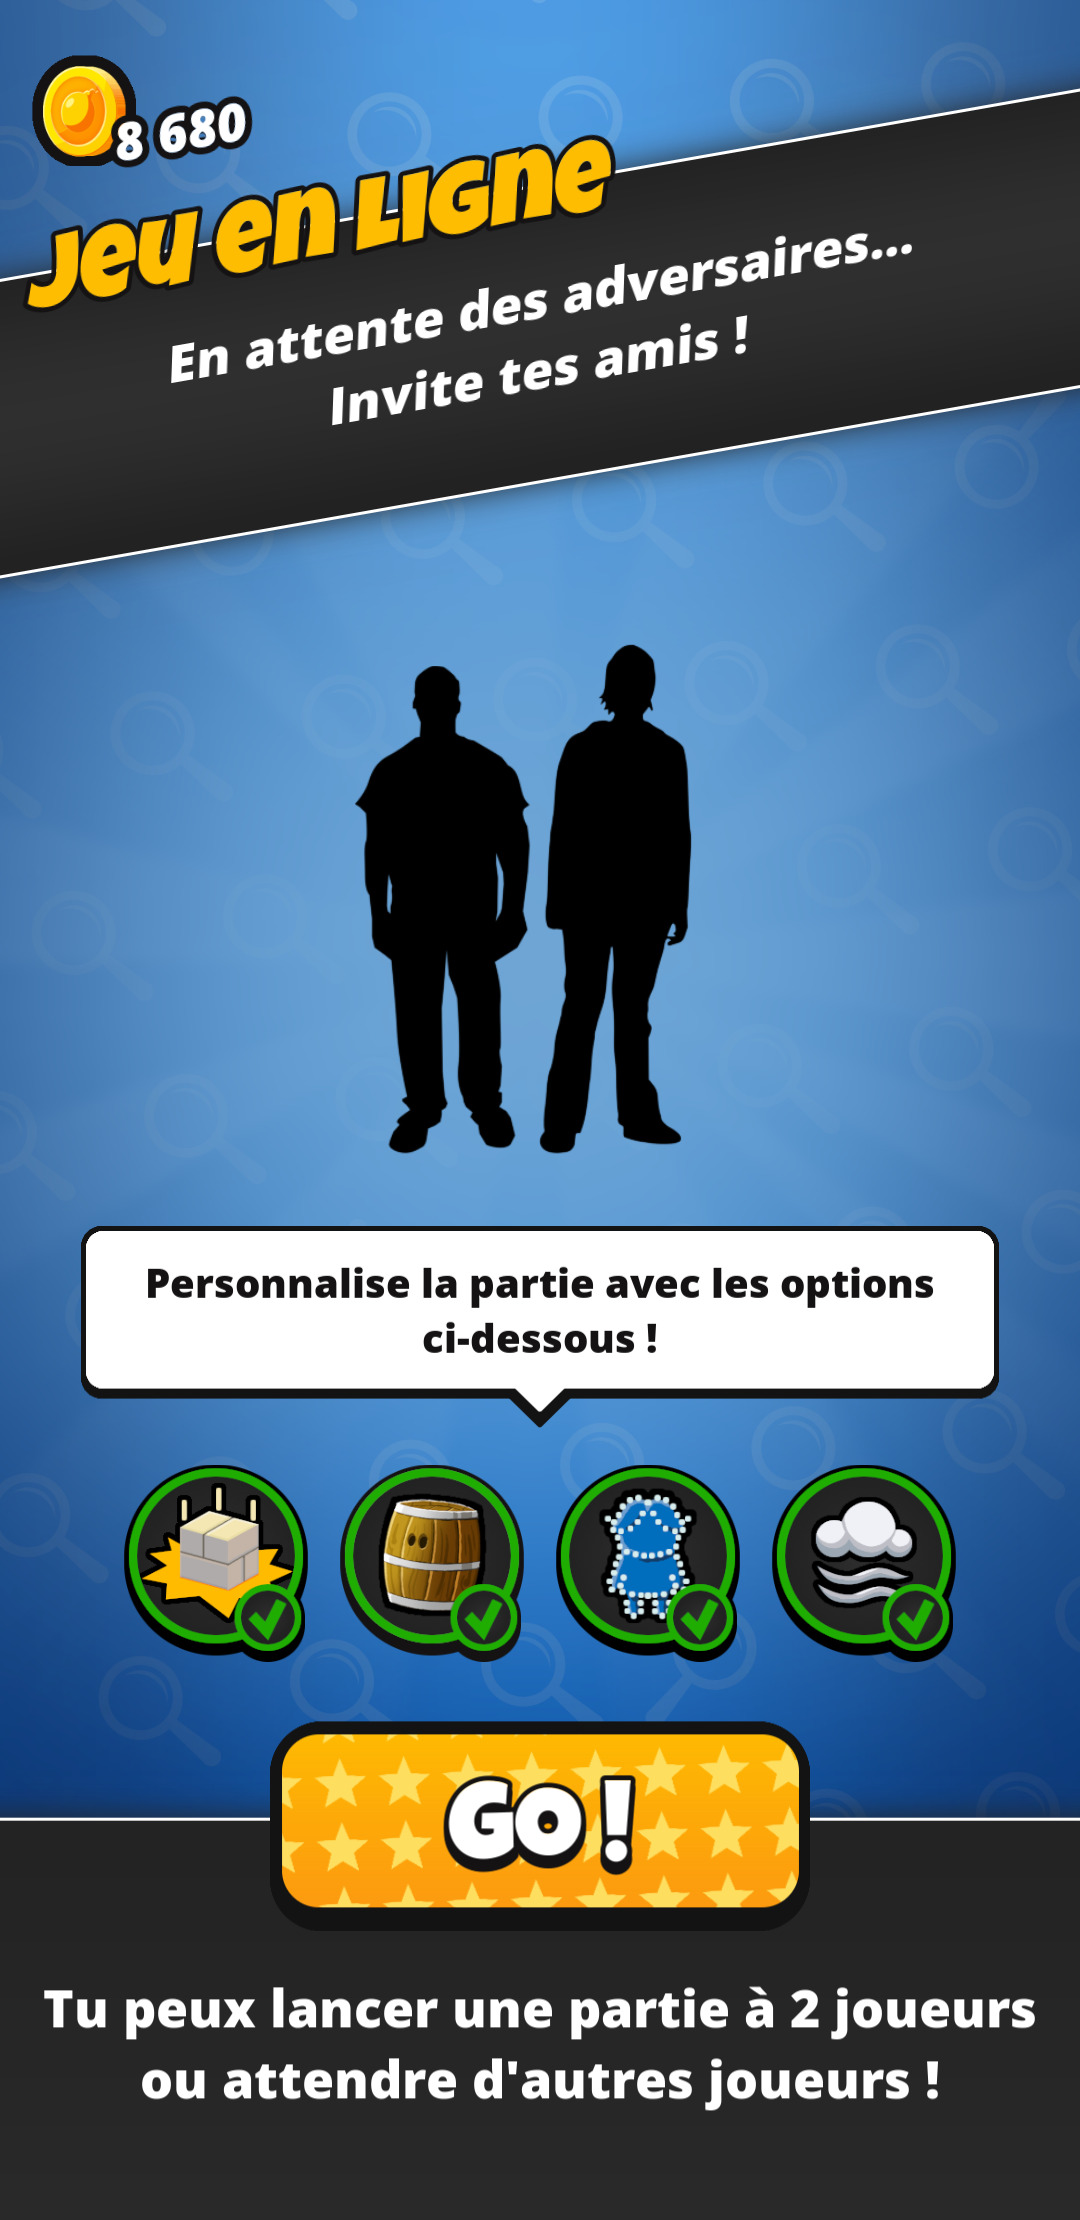 8 680
Jeu en ligne
En attente des adversaires...
Invite tes amis !
Personnalise la partie avec les options
ci-dessous !
GO !
Tu peux lancer une partie à 2 joueurs
ou attendre d'autres joueurs !